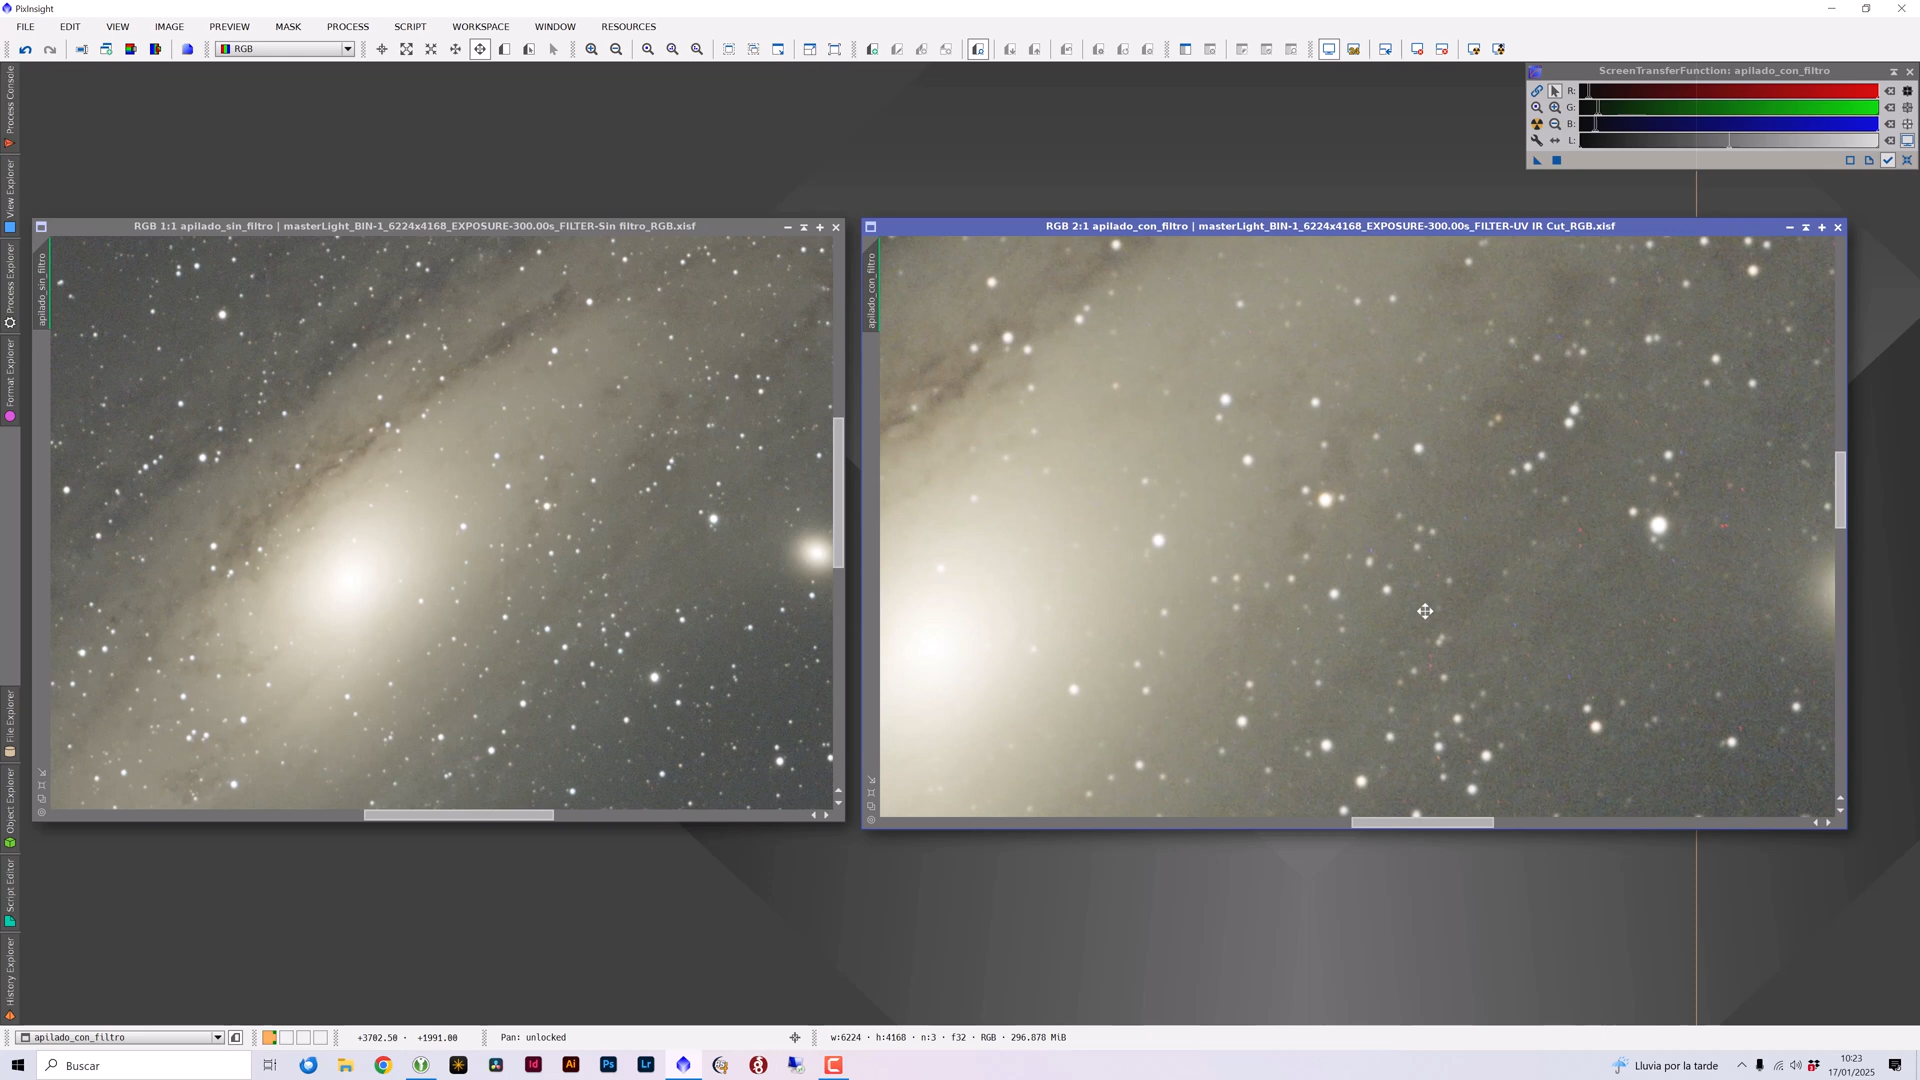 PixInsight
FILE EDIT VIEW IMAGE PREVIEW MASK PROCESS SCRIPT WORKSPACE WINDOW RESOURCES
RGB
Process Console
View Explorer
Process Explorer
Format Explorer
File Explorer
Object Explorer
Script Editor
History Explorer
ScreenTransferFunction: apilado_con_filtro
R:
G:
B:
L:
RGB 1:1 apilado_sin_filtro | masterLight_BIN-1_6224x4168_EXPOSURE-300.00s_FILTER-Sin filtro_RGB.xisf
apilado_sin_filtro
RGB 2:1 apilado_con_filtro | masterLight_BIN-1_6224x4168_EXPOSURE-300.00s_FILTER-UV IR Cut_RGB.xisf
apilado_con_filtro
apilado_con_filtro
+3702.50 · +1991.00
Pan: unlocked
w:6224 · h:4168 · n:3 · f32 · RGB · 296.878 MiB
Buscar
Id
Ai
Ps
Lr
Lluvia por la tarde
10:23
17/01/2025